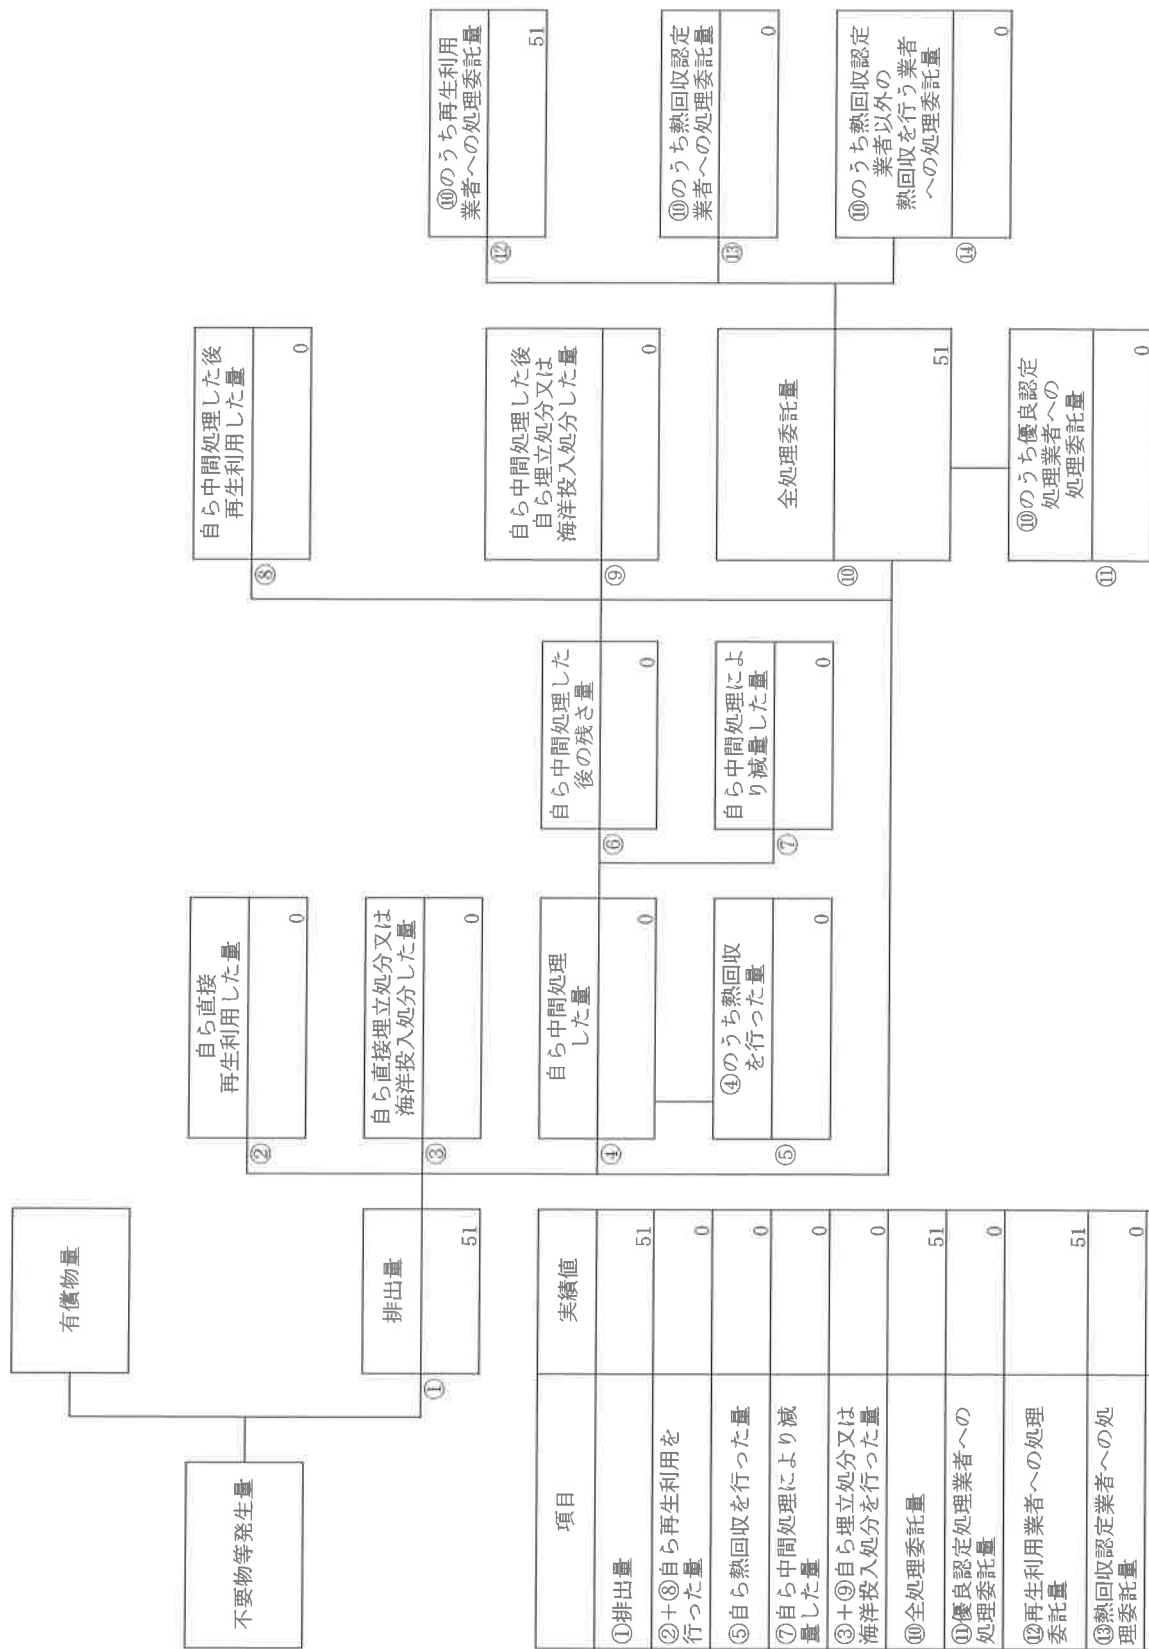 不要物等発生量
有償物量
排出量
①
51
自ら直接
再生利用した量
②
0
自ら直接埋立処分又は
海洋投入処分した量
③
0
自ら中間処理
した量
④
0
④のうち熱回収
を行った量
⑤
0
自ら中間処理した
後の残さ量
⑥
0
自ら中間処理によ
り減量した量
⑦
0
自ら中間処理した後
再生利用した量
⑧
0
自ら中間処理した後
自ら埋立処分又は
海洋投入処分した量
⑨
0
全処理委託量
⑩
51
⑩のうち優良認定
処理業者への
処理委託量
⑪
0
⑩のうち再生利用
業者への処理委託量
⑫
51
⑩のうち熱回収認定
業者への処理委託量
⑬
0
⑩のうち熱回収認定
業者以外の
熱回収を行う業者
への処理委託量
⑭
0
項目 実績値
①排出量 51
②+⑧自ら再生利用を
行った量 0
⑤自ら熱回収を行った量 0
⑦自ら中間処理により減
量した量 0
③+⑨自ら埋立処分又は
海洋投入処分を行った量 0
⑩全処理委託量 51
⑪優良認定処理業者への
処理委託量 0
⑫再生利用業者への処理
委託量 51
⑬熱回収認定業者への処
理委託量 0